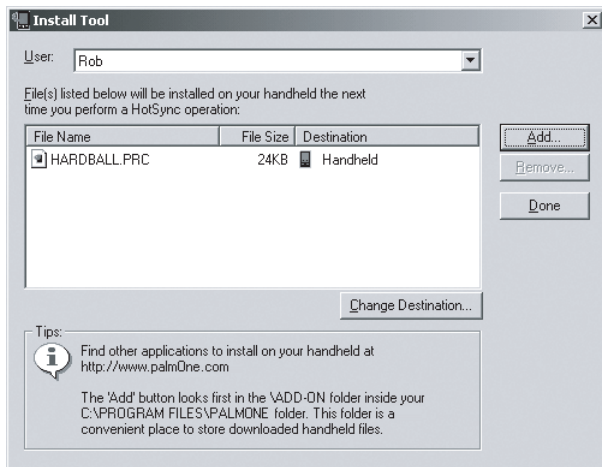 Install Tool
User: Rob
File(s) listed below will be installed on your handheld the next
time you perform a HotSync operation:
File Name File Size Destination
HARDBALL.PRC 24KB Handheld
Add...
Remove...
Done
Change Destination...
Tips:
Find other applications to install on your handheld at
http://www.palmOne.com
The 'Add' button looks first in the \ADD-ON folder inside your
C:\PROGRAM FILES\PALMONE folder. This folder is a
convenient place to store downloaded handheld files.